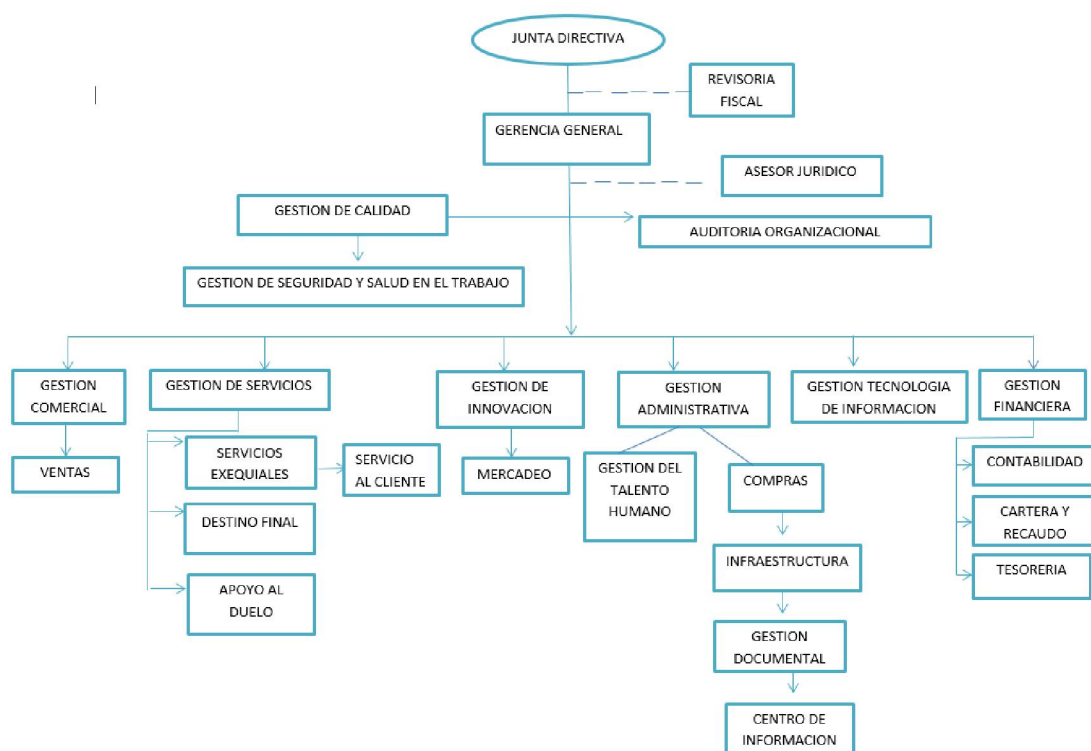 JUNTA DIRECTIVA
REVISORIA
FISCAL
GERENCIA GENERAL
ASESOR JURIDICO
GESTION DE CALIDAD
AUDITORIA ORGANIZACIONAL
GESTION DE SEGURIDAD Y SALUD EN EL TRABAJO
GESTION
COMERCIAL
GESTION DE SERVICIOS
GESTION DE
INNOVACION
GESTION
ADMINISTRATIVA
GESTION TECNOLOGIA
DE INFORMACION
GESTION
FINANCIERA
VENTAS
SERVICIOS
EXEQUIALES
SERVICIO
AL CLIENTE
MERCADEO
GESTION DEL
TALENTO
HUMANO
COMPRAS
CONTABILIDAD
DESTINO FINAL
CARTERA Y
RECAUDO
INFRAESTRUCTURA
TESORERIA
APOYO AL
DUELO
GESTION
DOCUMENTAL
CENTRO DE
INFORMACION